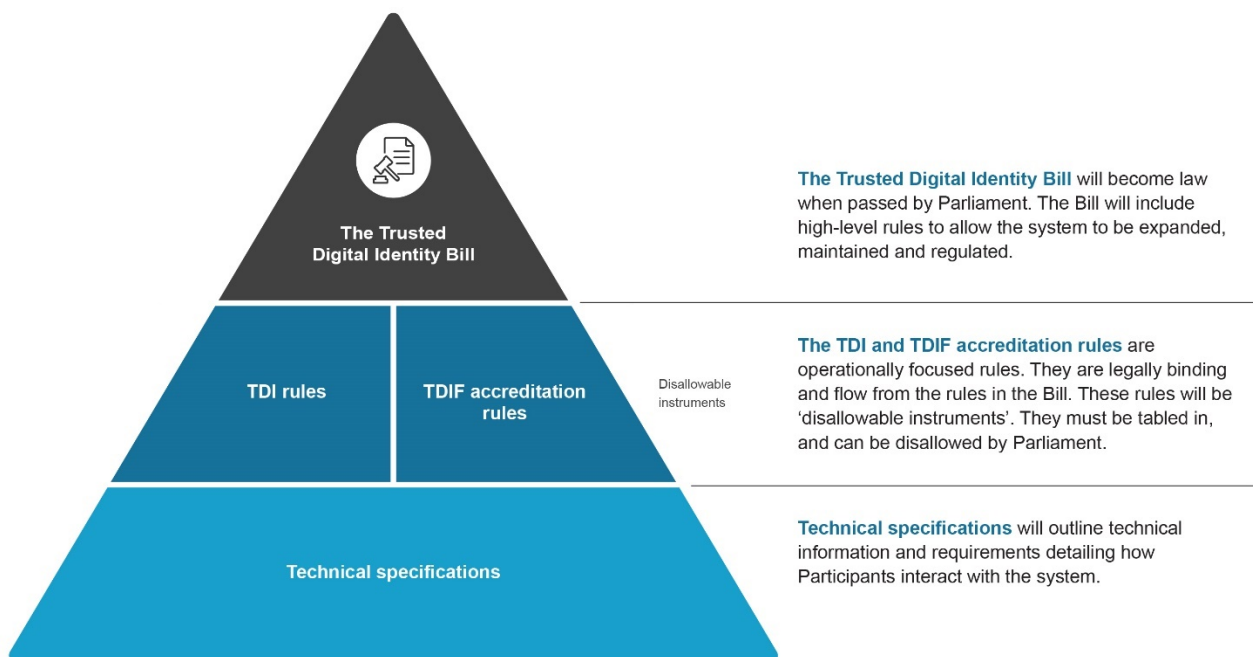 The Trusted
Digital Identity Bill
The Trusted Digital Identity Bill will become law
when passed by Parliament. The Bill will include
high-level rules to allow the system to be expanded,
maintained and regulated.
TDI rules
TDIF accreditation
rules
Disallowable
instruments
The TDI and TDIF accreditation rules are
operationally focused rules. They are legally binding
and flow from the rules in the Bill. These rules will be
‘disallowable instruments’. They must be tabled in,
and can be disallowed by Parliament.
Technical specifications
Technical specifications will outline technical
information and requirements detailing how
Participants interact with the system.